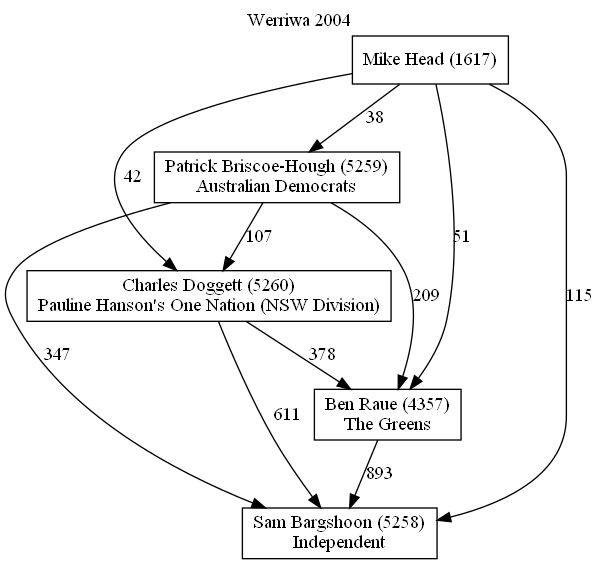 Werriwa 2004
Mike Head (1617)
38
Patrick Briscoe-Hough (5259)
Australian Democrats
42
107
51
Charles Doggett (5260)
Pauline Hanson's One Nation (NSW Division)
209
115
347
378
Ben Raue (4357)
The Greens
611
893
Sam Bargshoon (5258)
Independent